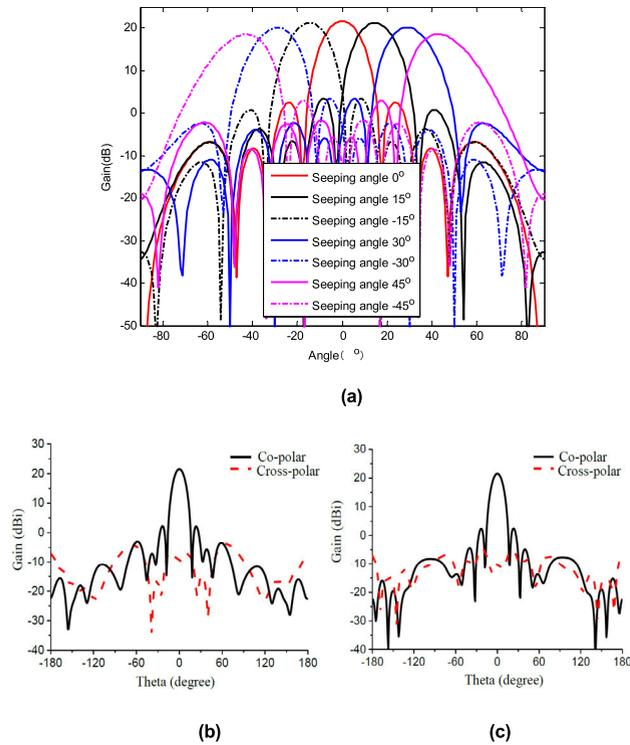 20
10
0
-10
-20
-30
-40
-50
Gain(dB)
Seeping angle 0°
Seeping angle 15°
Seeping angle -15°
Seeping angle 30°
Seeping angle -30°
Seeping angle 45°
Seeping angle -45°
-80 -60 -40 -20 0 20 40 60 80
Angle( °)
(a)
30
20
10
0
-10
-20
-30
-40
Gain (dBi)
Co-polar
Cross-polar
-180 -120 -60 0 60 120 180
Theta (degree)
(b)
30
20
10
0
-10
-20
-30
-40
Gain (dBi)
Co-polar
Cross-polar
-180 -120 -60 0 60 120 180
Theta (degree)
(c)